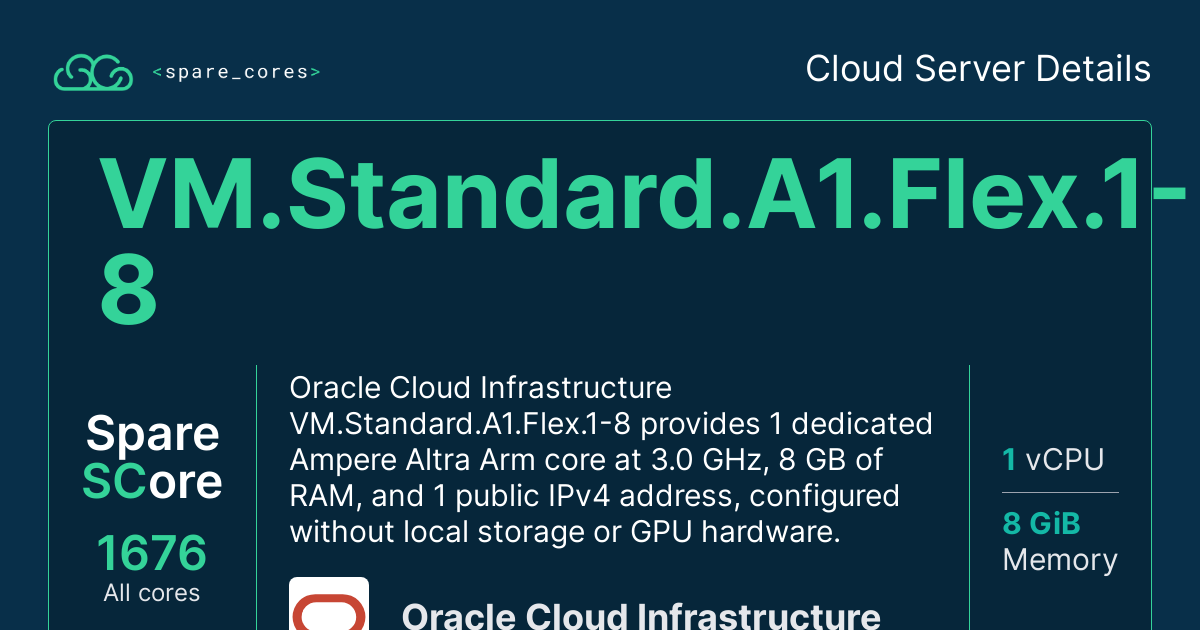 <spare_cores>
Cloud Server Details
VM.Standard.A1.Flex.1-
8
Spare
SCore
1676
All cores
Oracle Cloud Infrastructure
VM.Standard.A1.Flex.1-8 provides 1 dedicated
Ampere Altra Arm core at 3.0 GHz, 8 GB of
RAM, and 1 public IPv4 address, configured
without local storage or GPU hardware.
Oracle Cloud Infrastructure
1 vCPU
8 GiB
Memory